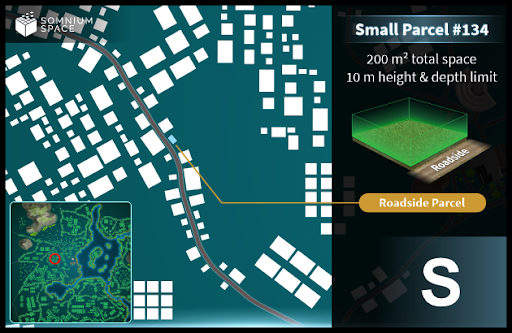 SOMNIUM
SPACE
Small Parcel #134
200 m² total space
10 m height & depth limit
Roadside
Roadside Parcel
S